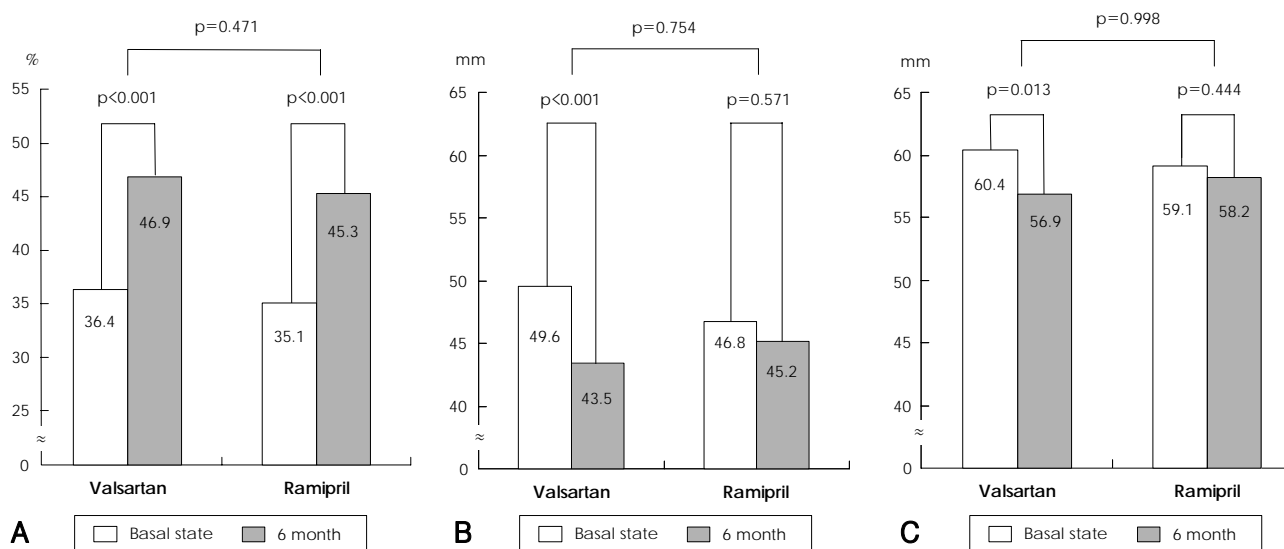 p=0.471
%
p<0.001 p<0.001
55
50
45
40
35
30
25
≈
0
46.9
45.3
36.4
35.1
Valsartan Ramipril
A
Basal state 6 month
p=0.754
mm
p<0.001 p=0.571
65
60
55
50
45
40
≈
0
49.6
43.5
46.8
45.2
Valsartan Ramipril
B
Basal state 6 month
p=0.998
mm
p=0.013 p=0.444
65
60
55
50
45
40
≈
0
60.4
56.9
59.1
58.2
Valsartan Ramipril
C
Basal state 6 month